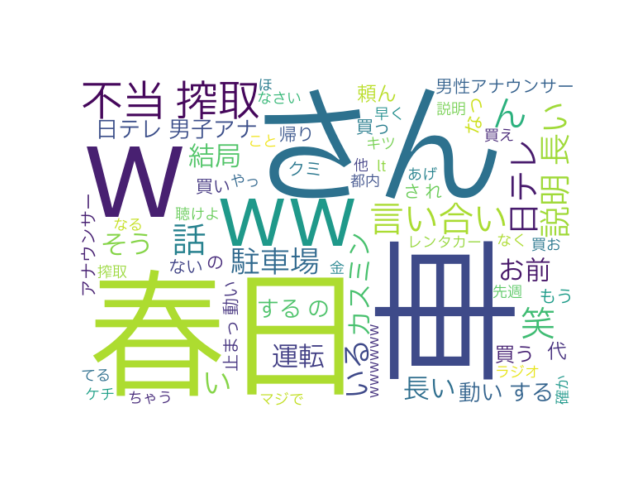 不当 搾取
さん
男性アナウンサー
ほ
なさい
頼ん
早く
説明
なっ
ん
長い
日テレ 男子アナ
こと
帰り
買っ
キツ
買え
w
結局
クミ
他
lt
あげ
都内
され
日テレ
説明
買い
やっ
ww
言い合い
聴けよ
アナウンサー
なる
そう
話
ない
の
駐車場
カスミン
レンタカー
なく
買お
搾取
金
お前
春日
車
止まっ
動い
するの
先週
もう
wwwwww
笑
い
運転
いる
買う
代
てる
ケチ
ちゃう
マジで
長い
動い する
ラジオ
確か